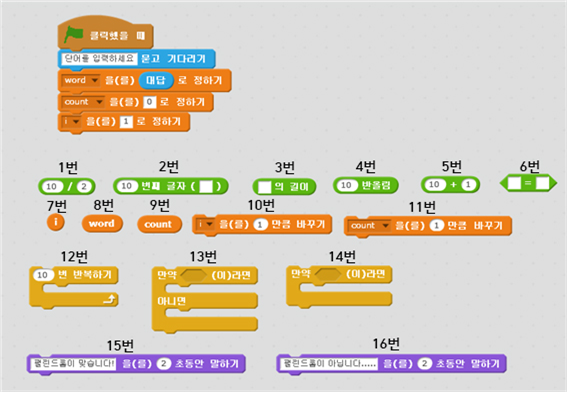 클릭했을 때
단어를 입력하세요 묻고 기다리기
word 을(를) 대답 로 정하기
count 을(를) 0 로 정하기
i 을(를) 1 로 정하기
1번 2번 3번 4번 5번 6번
10 / 2 10 번째 글자 ( ) 의 길이 10 반올림 10 + 1 =
7번 8번 9번 10번 11번
i word count i 을(를) 1 만큼 바꾸기 count 을(를) 1 만큼 바꾸기
12번 13번 14번
10 번 반복하기 만약 (이)라면 만약 (이)라면
아니면
15번 16번
팰린드롬이 맞습니다! 을(를) 2 초동안 말하기 팰린드롬이 아닙니다..... 을(를) 2 초동안 말하기